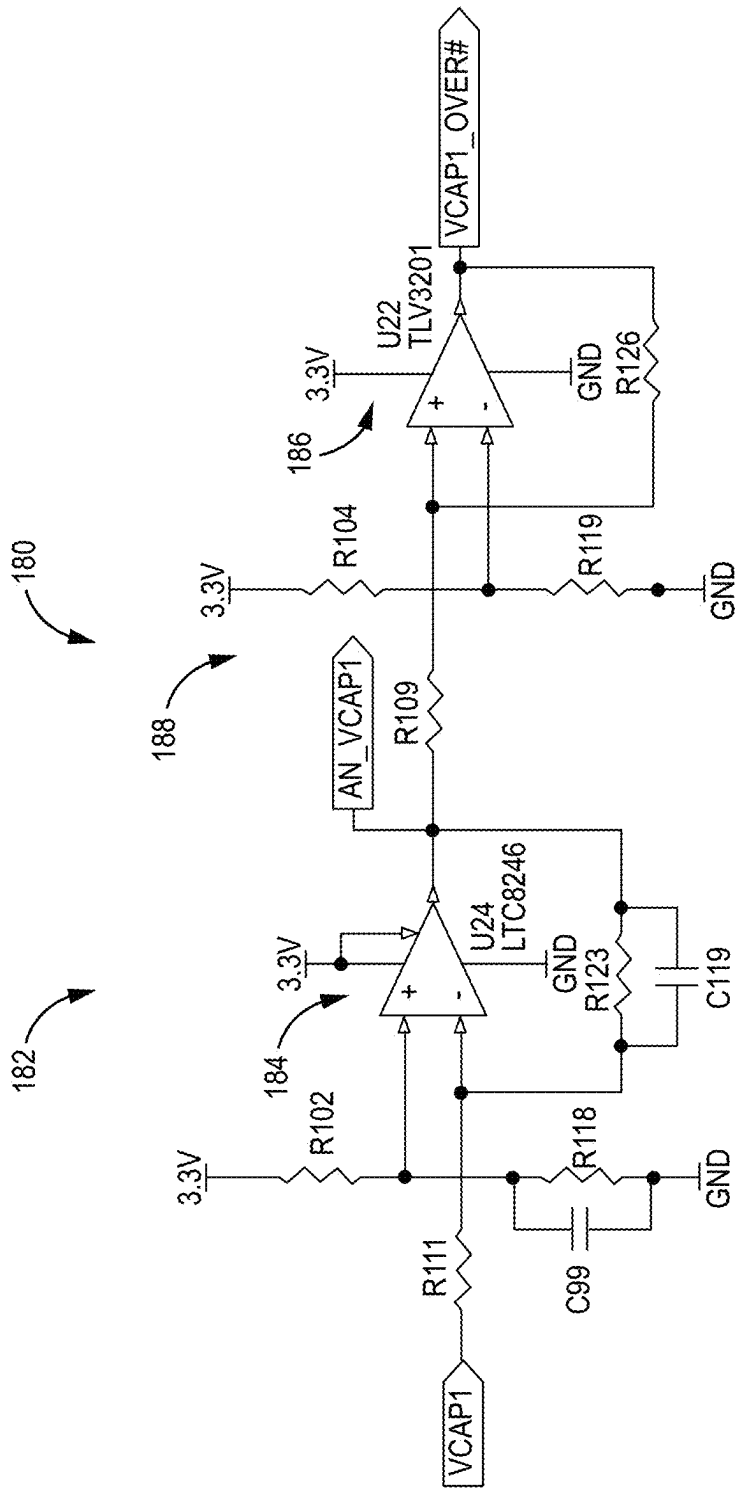 180
182
188
3.3V
R102
184
3.3V
+
-
U24
LTC8246
GND
AN_VCAP1
R109
3.3V
R104
186
3.3V
+
-
U22
TLV3201
GND
VCAP1_OVER#
R126
R119
GND
R123
C119
VCAP1
R111
C99
R118
GND